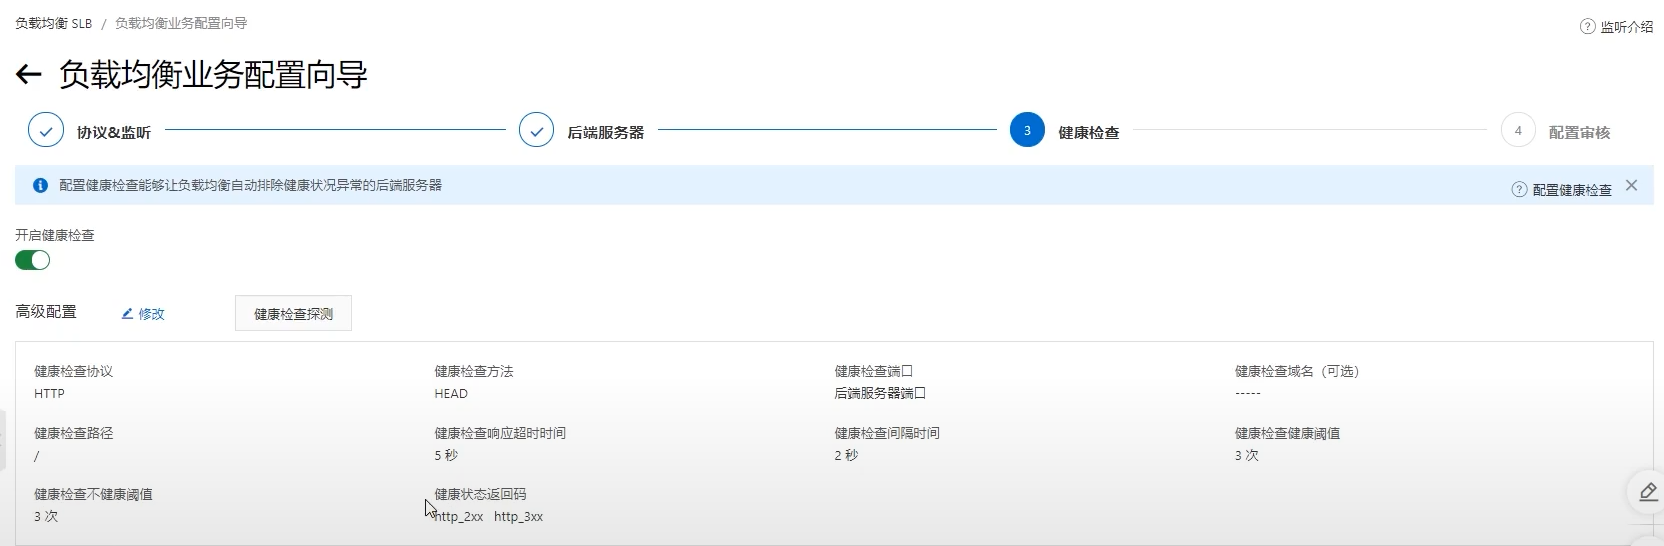 负载均衡 SLB / 负载均衡业务配置向导
监听介绍
负载均衡业务配置向导
协议&监听
后端服务器
3 健康检查
4 配置审核
配置健康检查能够让负载均衡自动排除健康状况异常的后端服务器
配置健康检查
开启健康检查
高级配置 修改 健康检查探测
健康检查协议 健康检查方法 健康检查端口 健康检查域名（可选）
HTTP HEAD 后端服务器端口 -----
健康检查路径 健康检查响应超时时间 健康检查间隔时间 健康检查健康阈值
/ 5 秒 2 秒 3 次
健康检查不健康阈值 健康状态返回码
3 次 http_2xx http_3xx